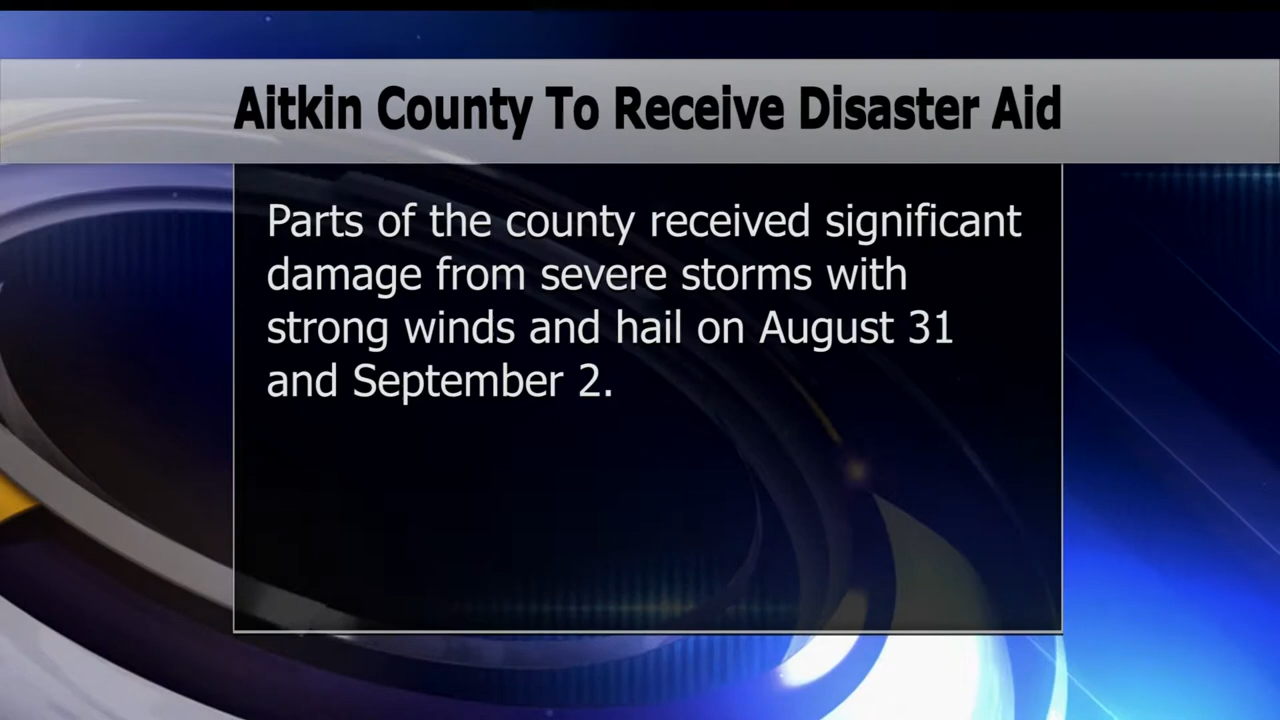 Aitkin County To Receive Disaster Aid
Parts of the county received significant
damage from severe storms with
strong winds and hail on August 31
and September 2.